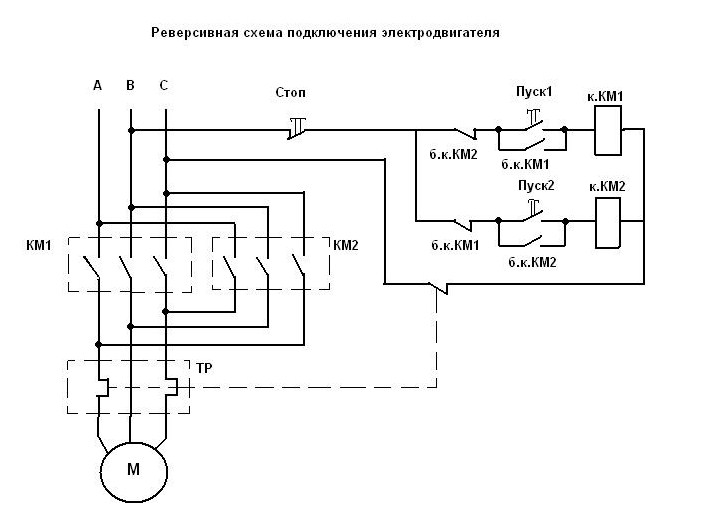 Реверсивная схема подключения электродвигателя
А В С
Стоп
Пуск1
к.КМ1
б.к.КМ2
б.к.КМ1
Пуск2
к.КМ2
КМ1
КМ2
б.к.КМ1
б.к.КМ2
ТР
М